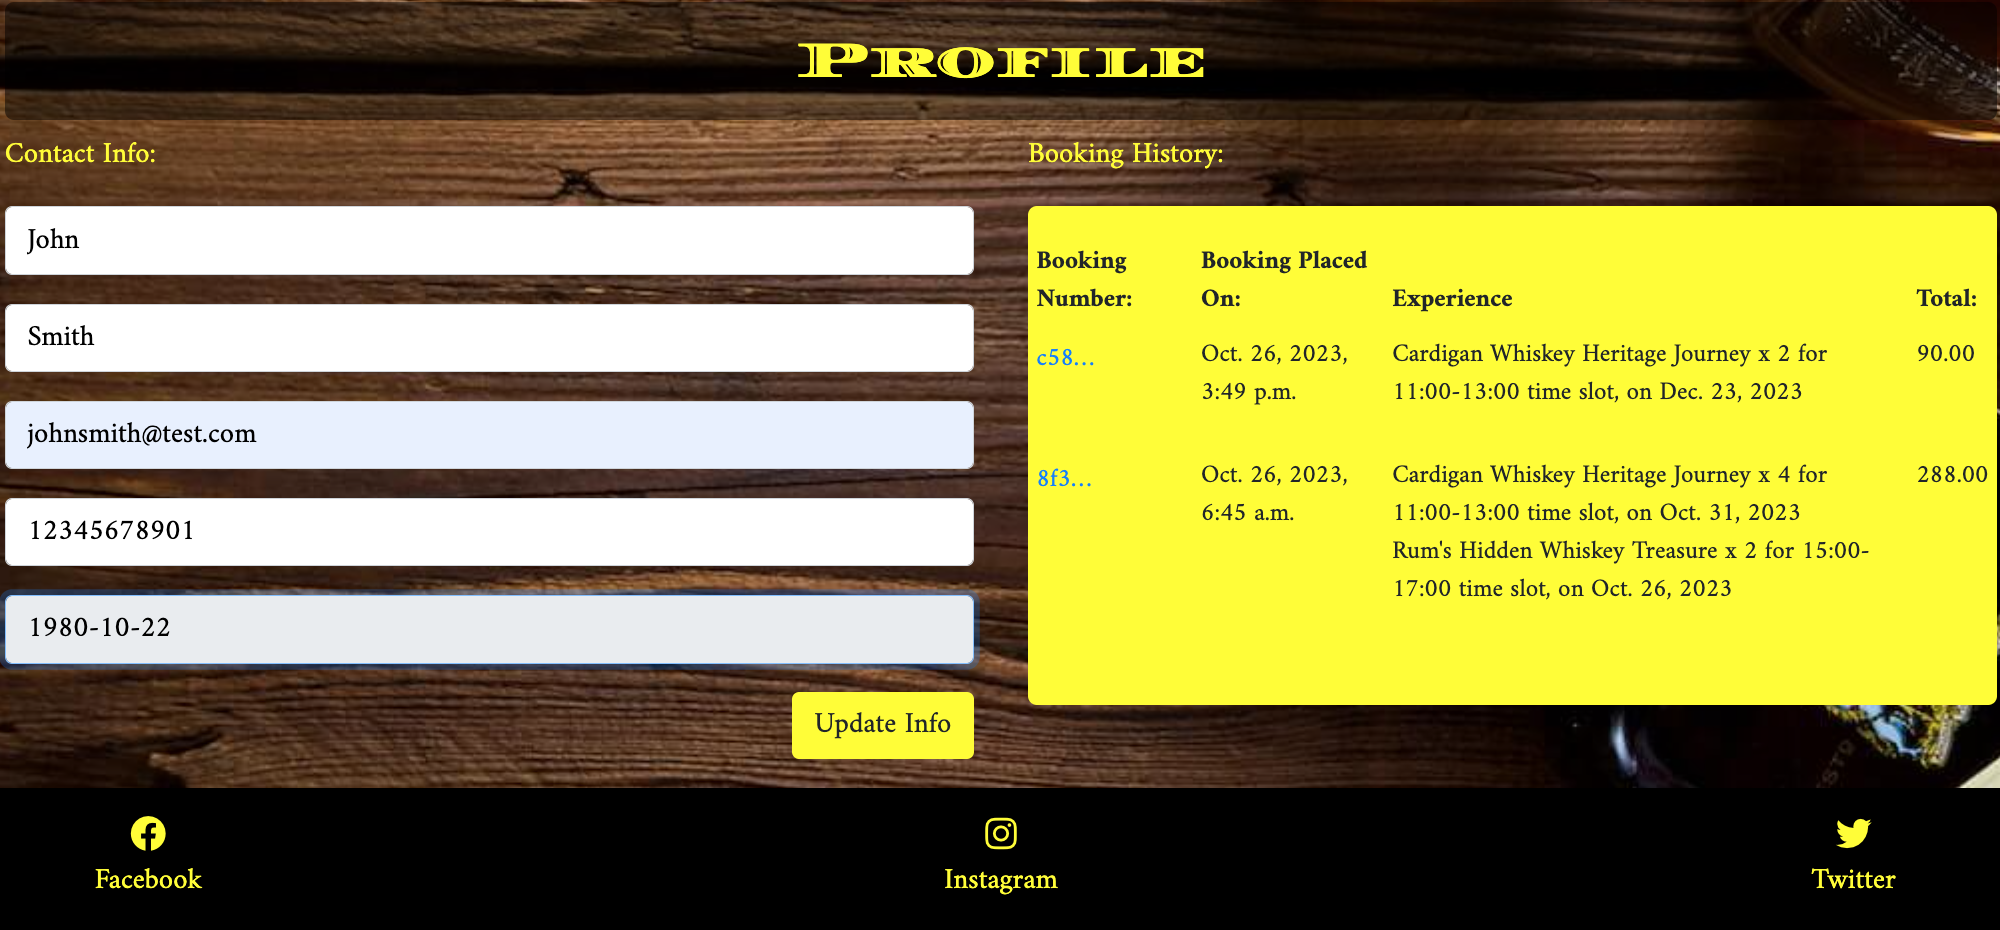 Profile
Contact Info:
John
Smith
johnsmith@test.com
12345678901
1980-10-22
Update Info
Booking History:
Booking Number:
Booking Placed On:
Experience
Total:
c58...
Oct. 26, 2023,
3:49 p.m.
Cardigan Whiskey Heritage Journey x 2 for
11:00-13:00 time slot, on Dec. 23, 2023
90.00
8f3...
Oct. 26, 2023,
6:45 a.m.
Cardigan Whiskey Heritage Journey x 4 for
11:00-13:00 time slot, on Oct. 31, 2023
Rum's Hidden Whiskey Treasure x 2 for 15:00-
17:00 time slot, on Oct. 26, 2023
288.00
Facebook
Instagram
Twitter